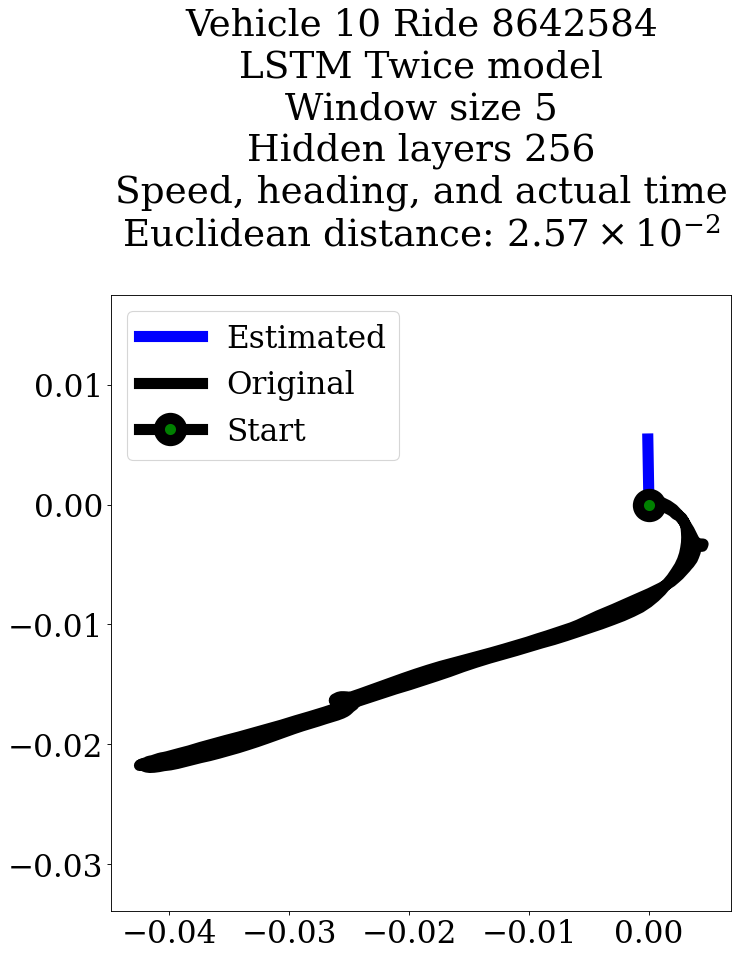 Vehicle 10 Ride 8642584
LSTM Twice model
Window size 5
Hidden layers 256
Speed, heading, and actual time
Euclidean distance: 2.57 × 10⁻²
Estimated
Original
Start
0.01
0.00
−0.01
−0.02
−0.03
−0.04 −0.03 −0.02 −0.01 0.00